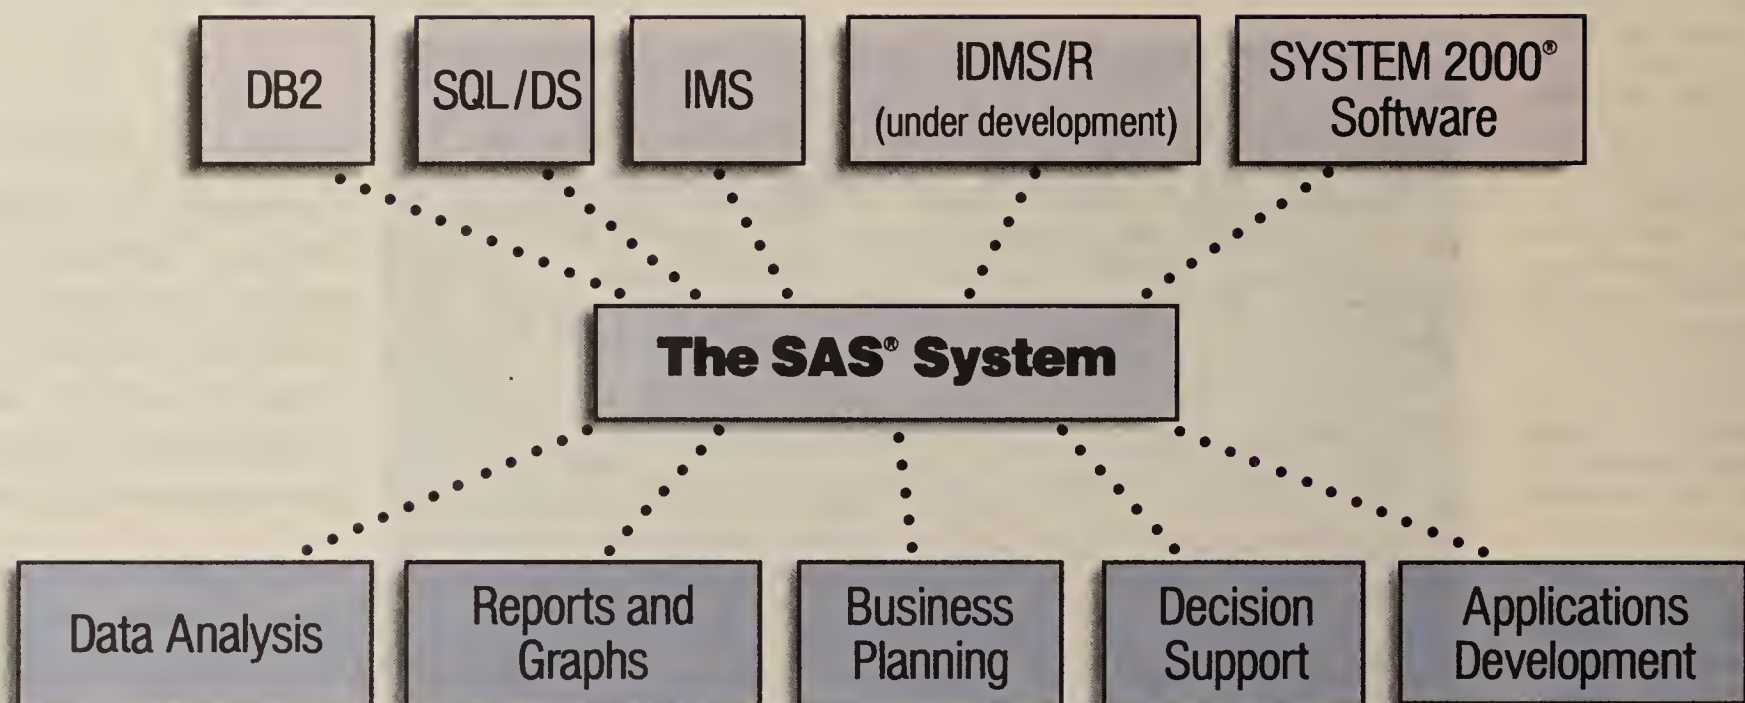 DB2
SQL/DS
IMS
IDMS/R
(under development)
SYSTEM 2000®
Software
The SAS® System
Data Analysis
Reports and
Graphs
Business
Planning
Decision
Support
Applications
Development